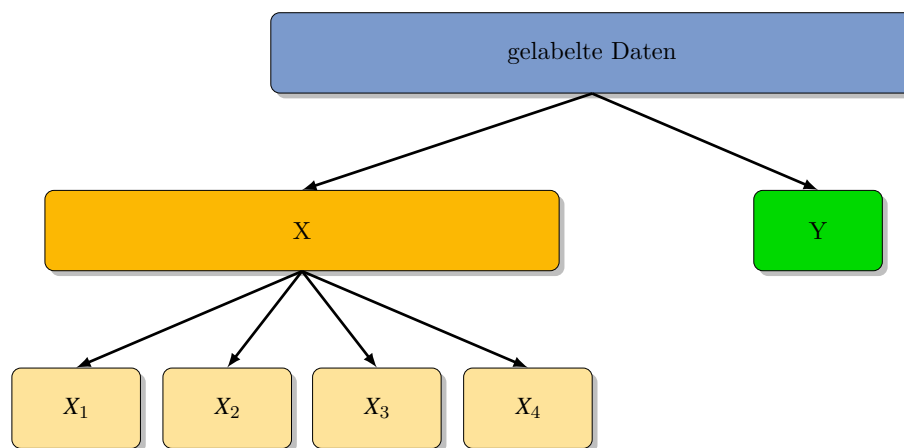 gelabelte Daten
X
Y
X₁
X₂
X₃
X₄